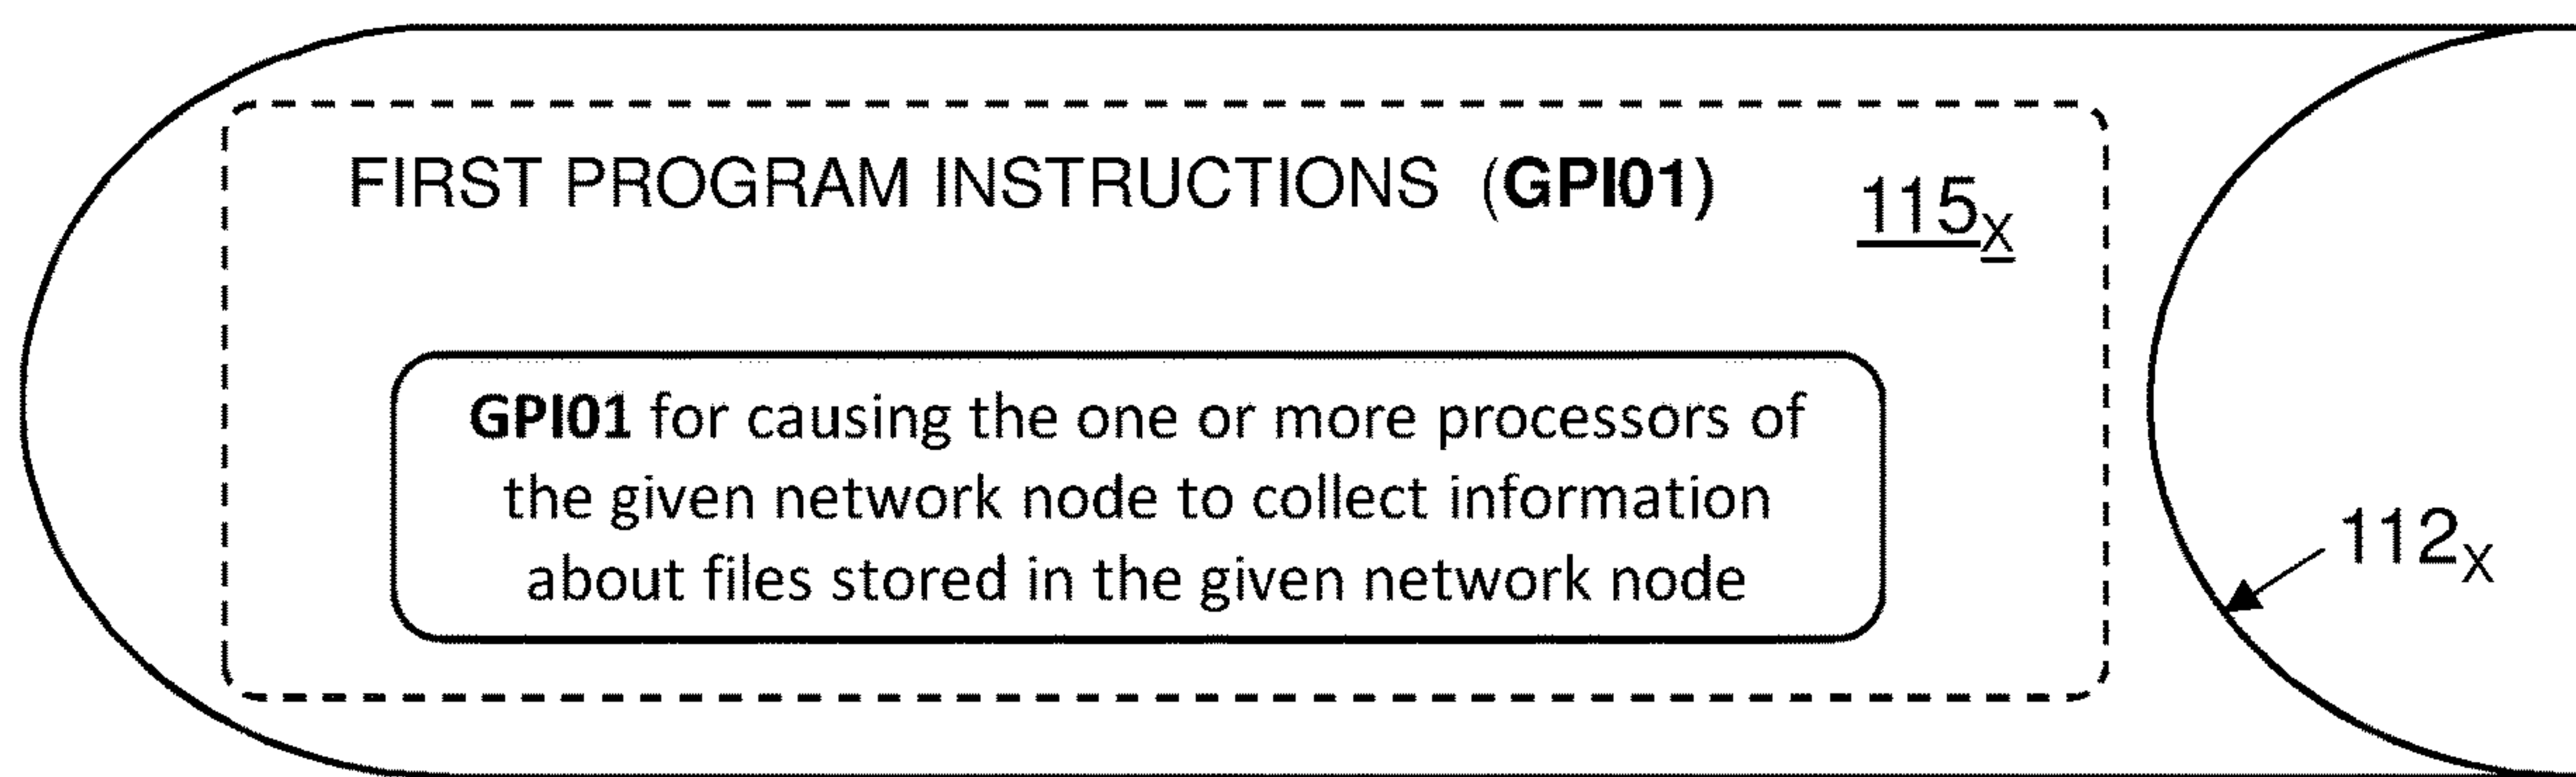 FIRST PROGRAM INSTRUCTIONS (GPI01)
115X
GPI01 for causing the one or more processors of
the given network node to collect information
about files stored in the given network node
112X